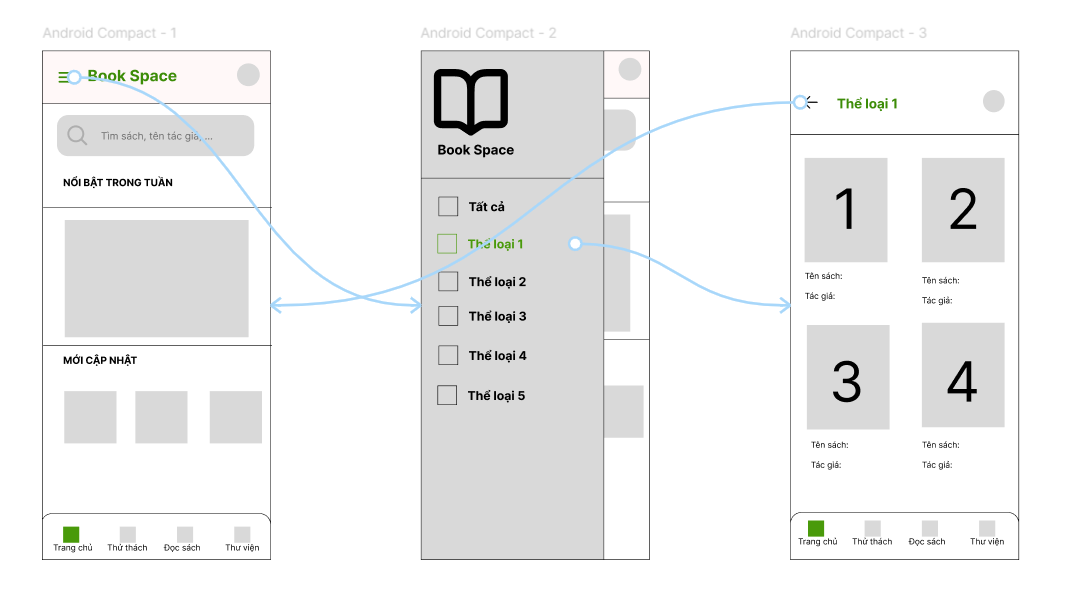 Android Compact - 1
Book Space
Tìm sách, tên tác giả, ...
NỔI BẬT TRONG TUẦN
MỚI CẬP NHẬT
Trang chủ
Thử thách
Đọc sách
Thư viện
Android Compact - 2
Book Space
Tất cả
Thể loại 1
Thể loại 2
Thể loại 3
Thể loại 4
Thể loại 5
Android Compact - 3
Thể loại 1
1
2
Tên sách:
Tác giả:
Tên sách:
Tác giả:
3
4
Tên sách:
Tác giả:
Tên sách:
Tác giả:
Trang chủ
Thử thách
Đọc sách
Thư viện